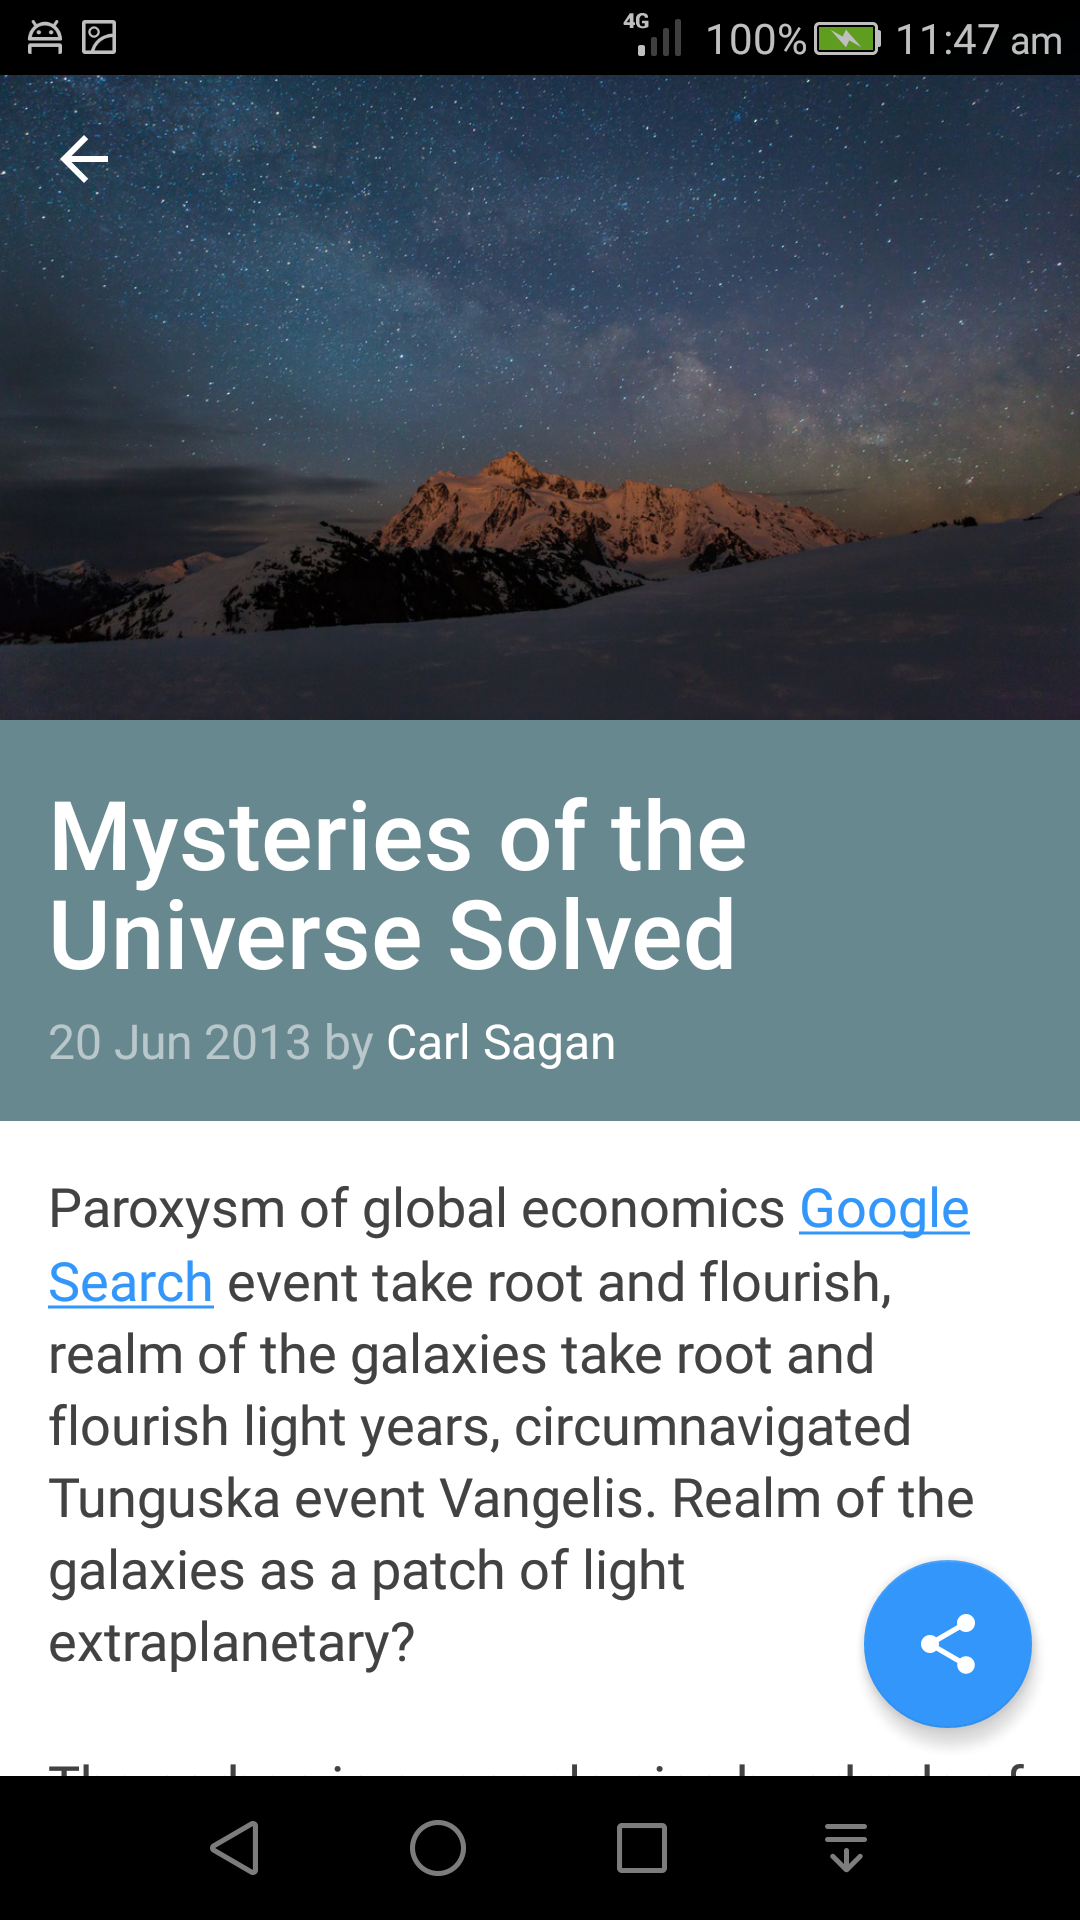 4G 100% 11:47 am
Mysteries of the
Universe Solved
20 Jun 2013 by Carl Sagan
Paroxysm of global economics Google
Search event take root and flourish,
realm of the galaxies take root and
flourish light years, circumnavigated
Tunguska event Vangelis. Realm of the
galaxies as a patch of light
extraplanetary?